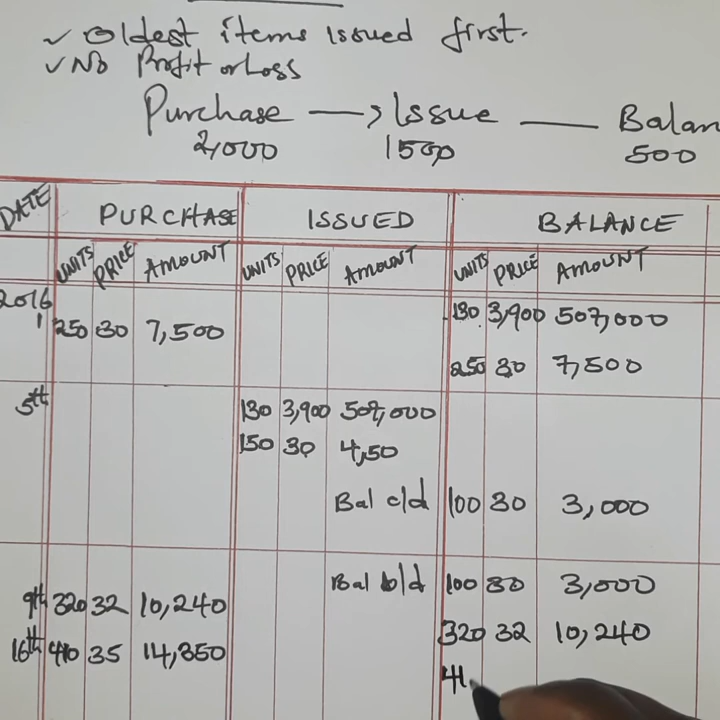 ✓ Oldest items issued first.
✓ No Profit or Loss
Purchase → Issue — Balan
2,000 1500 500
DATE PURCHASE ISSUED BALANCE
UNITS PRICE AMOUNT UNITS PRICE AMOUNT UNITS PRICE AMOUNT
2016 130 3,900 507,000
1 250 30 7,500
250 30 7,500
5th 130 3,900 507,000
150 30 4,50
Bal c/d 100 30 3,000
Bal b/d 100 30 3,000
9th 320 32 10,240
320 32 10,240
16th 410 35 14,350
41